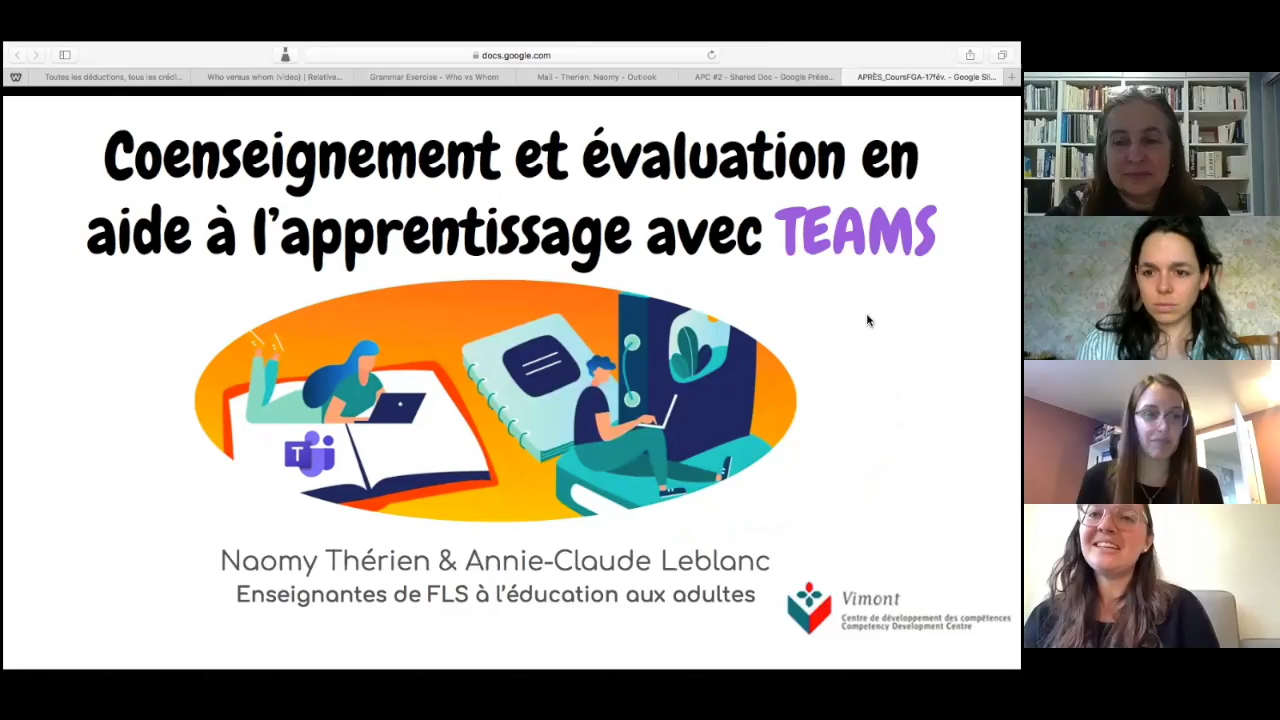 docs.google.com
Toutes les déductions, tous les crédi...
Who versus whom (video) | Relative...
Grammar Exercise - Who vs Whom
Mail - Therien, Naomy - Outlook
APC #2 - Shared Doc - Google Prése...
APRÈS_CoursFGA-17fév. - Google Sli...
Coenseignement et évaluation en
aide à l'apprentissage avec TEAMS
T
Naomy Thérien & Annie-Claude Leblanc
Enseignantes de FLS à l'éducation aux adultes
Vimont
Centre de développement des compétences
Competency Development Centre